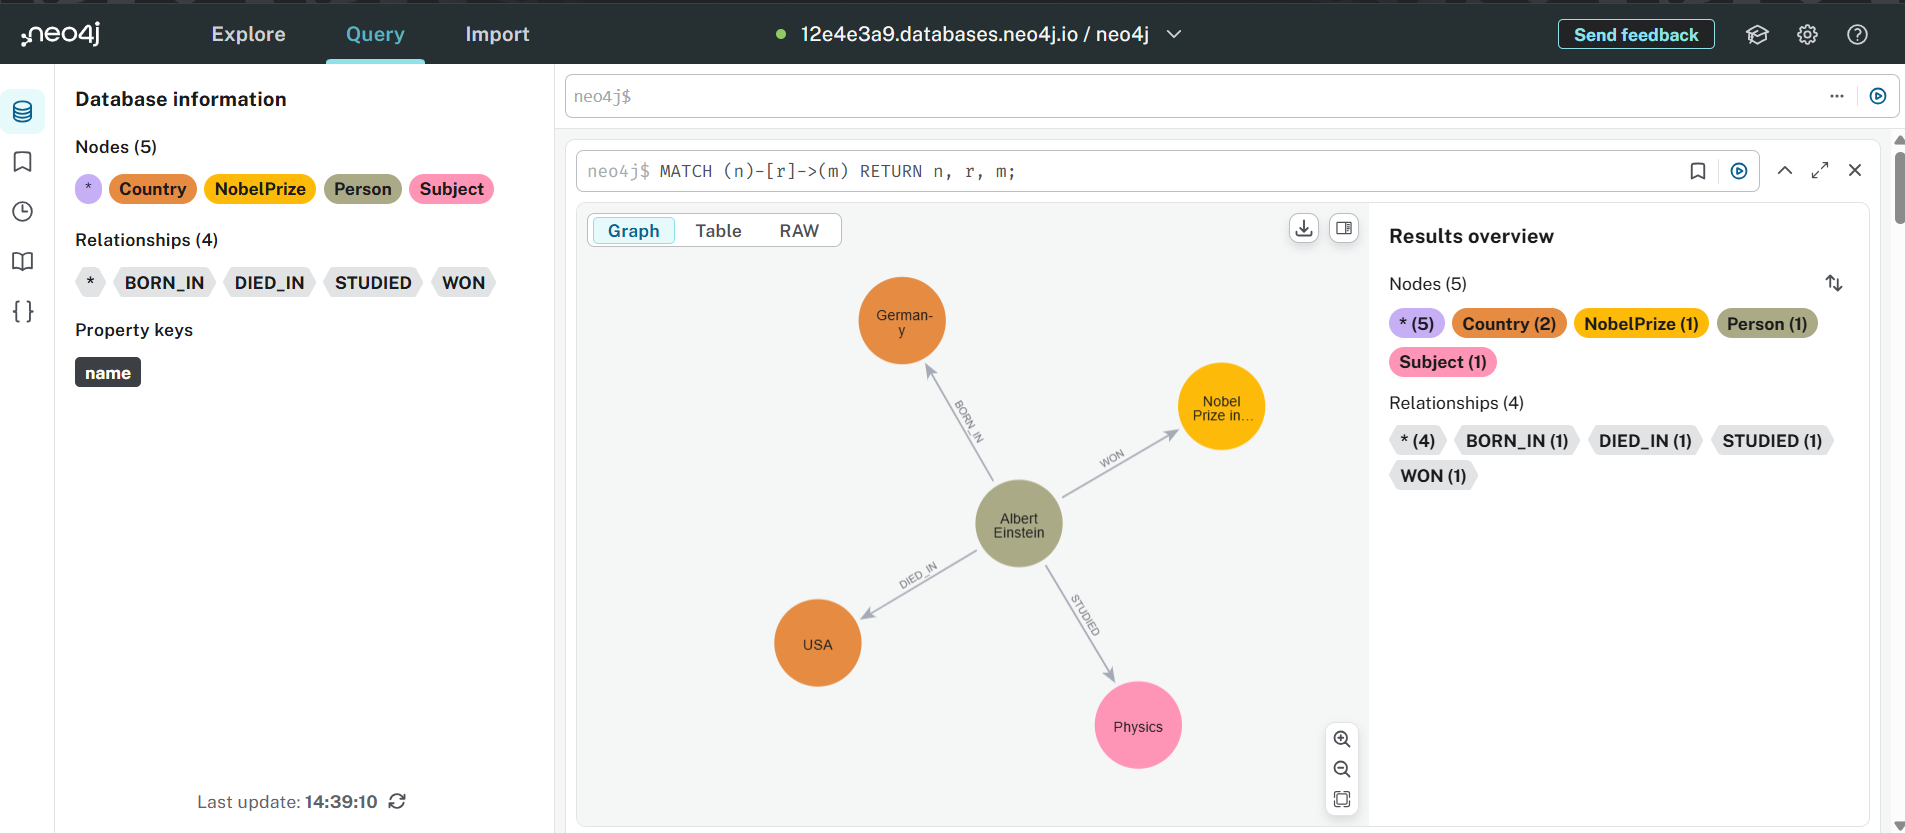 neo4j
Explore
Query
Import
12e4e3a9.databases.neo4j.io / neo4j
Send feedback
Database information
Nodes (5)
* Country NobelPrize Person Subject
Relationships (4)
* BORN_IN DIED_IN STUDIED WON
Property keys
name
Last update: 14:39:10
neo4j$
neo4j$ MATCH (n)-[r]->(m) RETURN n, r, m;
Graph Table RAW
German-
y
BORN_IN
Nobel
Prize in...
WON
Albert
Einstein
DIED_IN
USA
STUDIED
Physics
Results overview
Nodes (5)
* (5) Country (2) NobelPrize (1) Person (1)
Subject (1)
Relationships (4)
* (4) BORN_IN (1) DIED_IN (1) STUDIED (1)
WON (1)